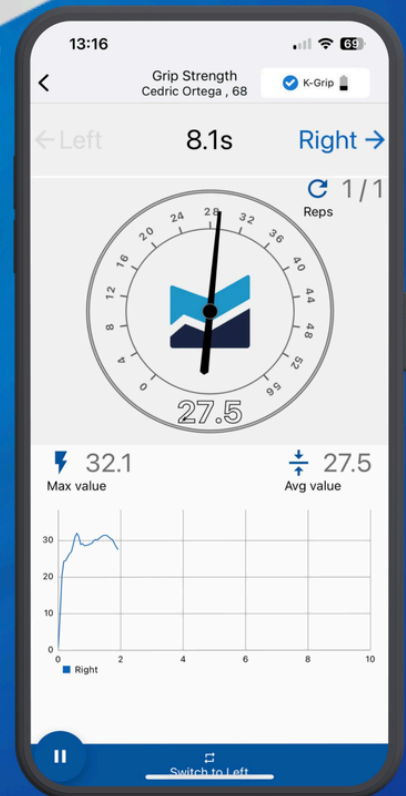 13:16
69
Grip Strength
Cedric Ortega , 68
K-Grip
←Left
8.1s
Right →
1/1
Reps
0
4
8
12
16
20
24
28
32
36
40
44
48
52
56
27.5
32.1
Max value
27.5
Avg value
30
20
10
0
0 2 4 6 8 10
Right
Switch to Left